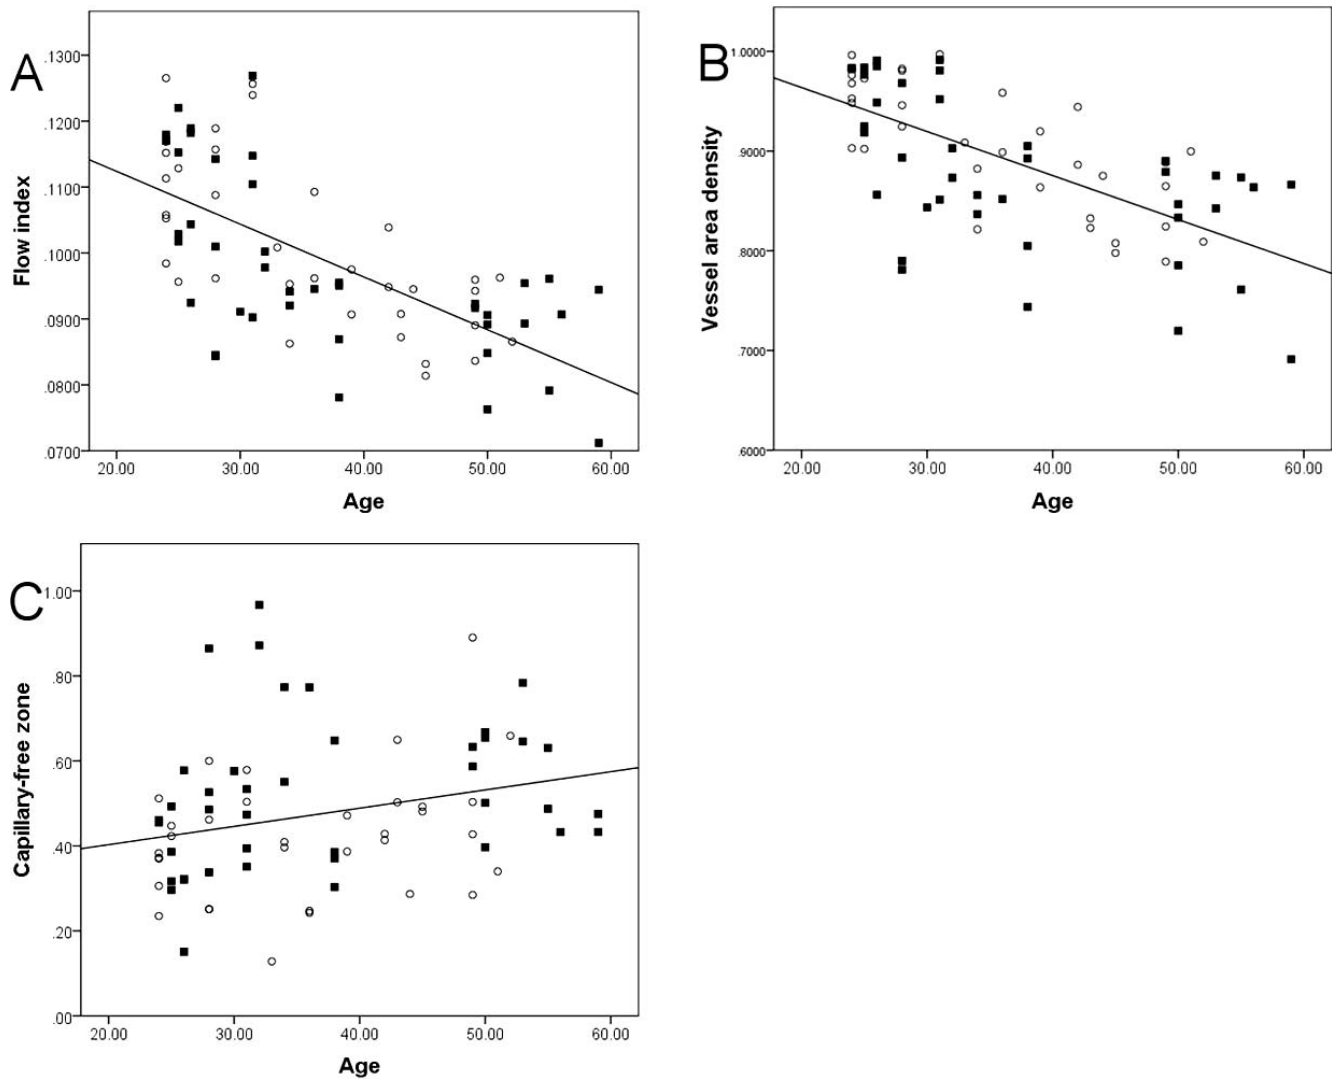 A
Flow index
.1300
.1200
.1100
.1000
.0900
.0800
.0700
20.00 30.00 40.00 50.00 60.00
Age
B
Vessel area density
1.0000
.9000
.8000
.7000
.6000
20.00 30.00 40.00 50.00 60.00
Age
C
Capillary-free zone
1.00
.80
.60
.40
.20
.00
20.00 30.00 40.00 50.00 60.00
Age